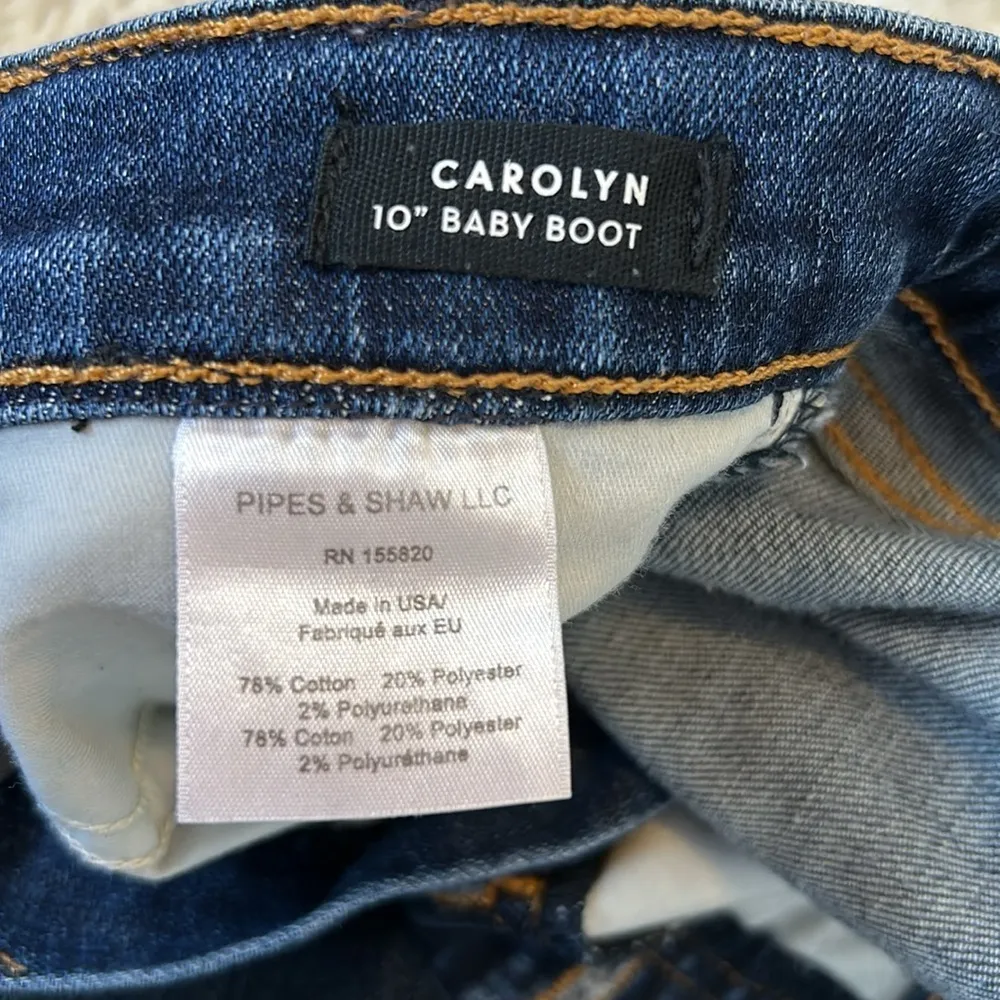 CAROLYN
10" BABY BOOT
PIPES & SHAW LLC
RN 155820
Made in USA/
Fabriqué aux EU
78% Cotton 20% Polyester
2% Polyurethane
78% Coton 20% Polyester
2% Polyuréthane